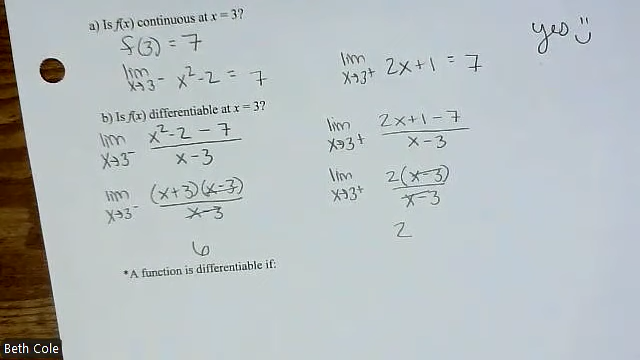 a) Is f(x) continuous at x = 3?
f(3) = 7
lim x→3⁻ x²-2 = 7
lim x→3⁺ 2x+1 = 7
yes :)
b) Is f(x) differentiable at x = 3?
lim x→3⁻ (x²-2-7)/(x-3)
lim x→3⁺ (2x+1-7)/(x-3)
lim x→3⁻ (x+3)(x-3)/(x-3)
lim x→3⁺ 2(x-3)/(x-3)
6
2
*A function is differentiable if:
Beth Cole